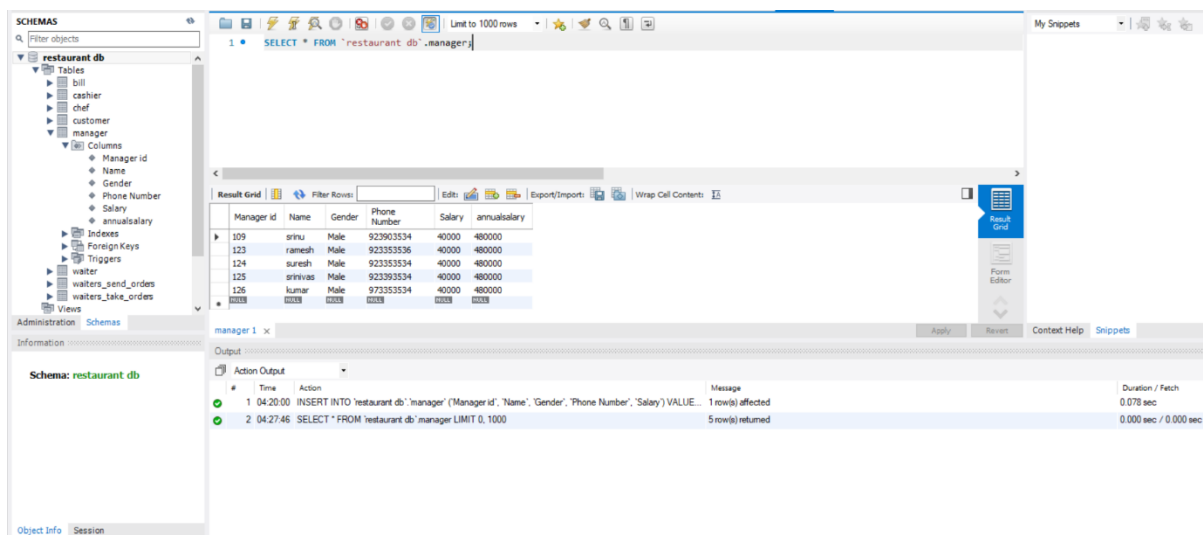 SCHEMAS
Filter objects
restaurant db
Tables
bill
cashier
chef
customer
manager
Columns
Manager id
Name
Gender
Phone Number
Salary
annualsalary
Indexes
Foreign Keys
Triggers
waiter
waiters_send_orders
waiters_take_orders
Views
Administration Schemas
Information
Schema: restaurant db
Object Info Session
Limit to 1000 rows
1 SELECT * FROM `restaurant db`.manager;
Result Grid Filter Rows: Edit: Export/Import: Wrap Cell Content:
Manager id Name Gender Phone Number Salary annualsalary
109 srinu Male 923903534 40000 480000
123 ramesh Male 923353536 40000 480000
124 suresh Male 923353534 40000 480000
125 srinivas Male 923393534 40000 480000
126 kumar Male 973353534 40000 480000
NULL NULL NULL NULL NULL NULL
Result Grid
Form Editor
manager 1 Apply Revert
Output
Action Output
# Time Action Message Duration / Fetch
1 04:20:00 INSERT INTO `restaurant db`.`manager` (`Manager id`, `Name`, `Gender`, `Phone Number`, `Salary`) VALUE... 1 row(s) affected 0.078 sec
2 04:27:46 SELECT * FROM `restaurant db`.manager LIMIT 0, 1000 5 row(s) returned 0.000 sec / 0.000 sec
My Snippets
Context Help Snippets